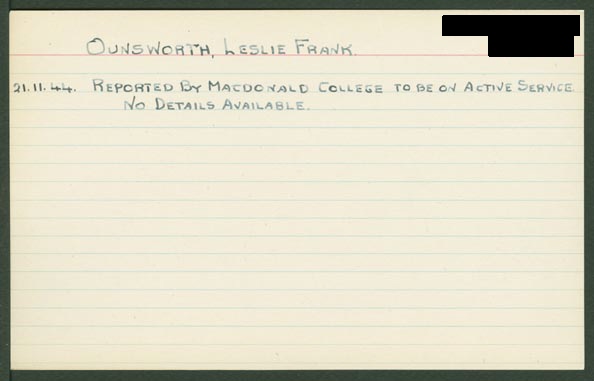 OUNSWORTH, LESLIE FRANK.
21.11.44. REPORTED BY MACDONALD COLLEGE TO BE ON ACTIVE SERVICE.
NO DETAILS AVAILABLE.